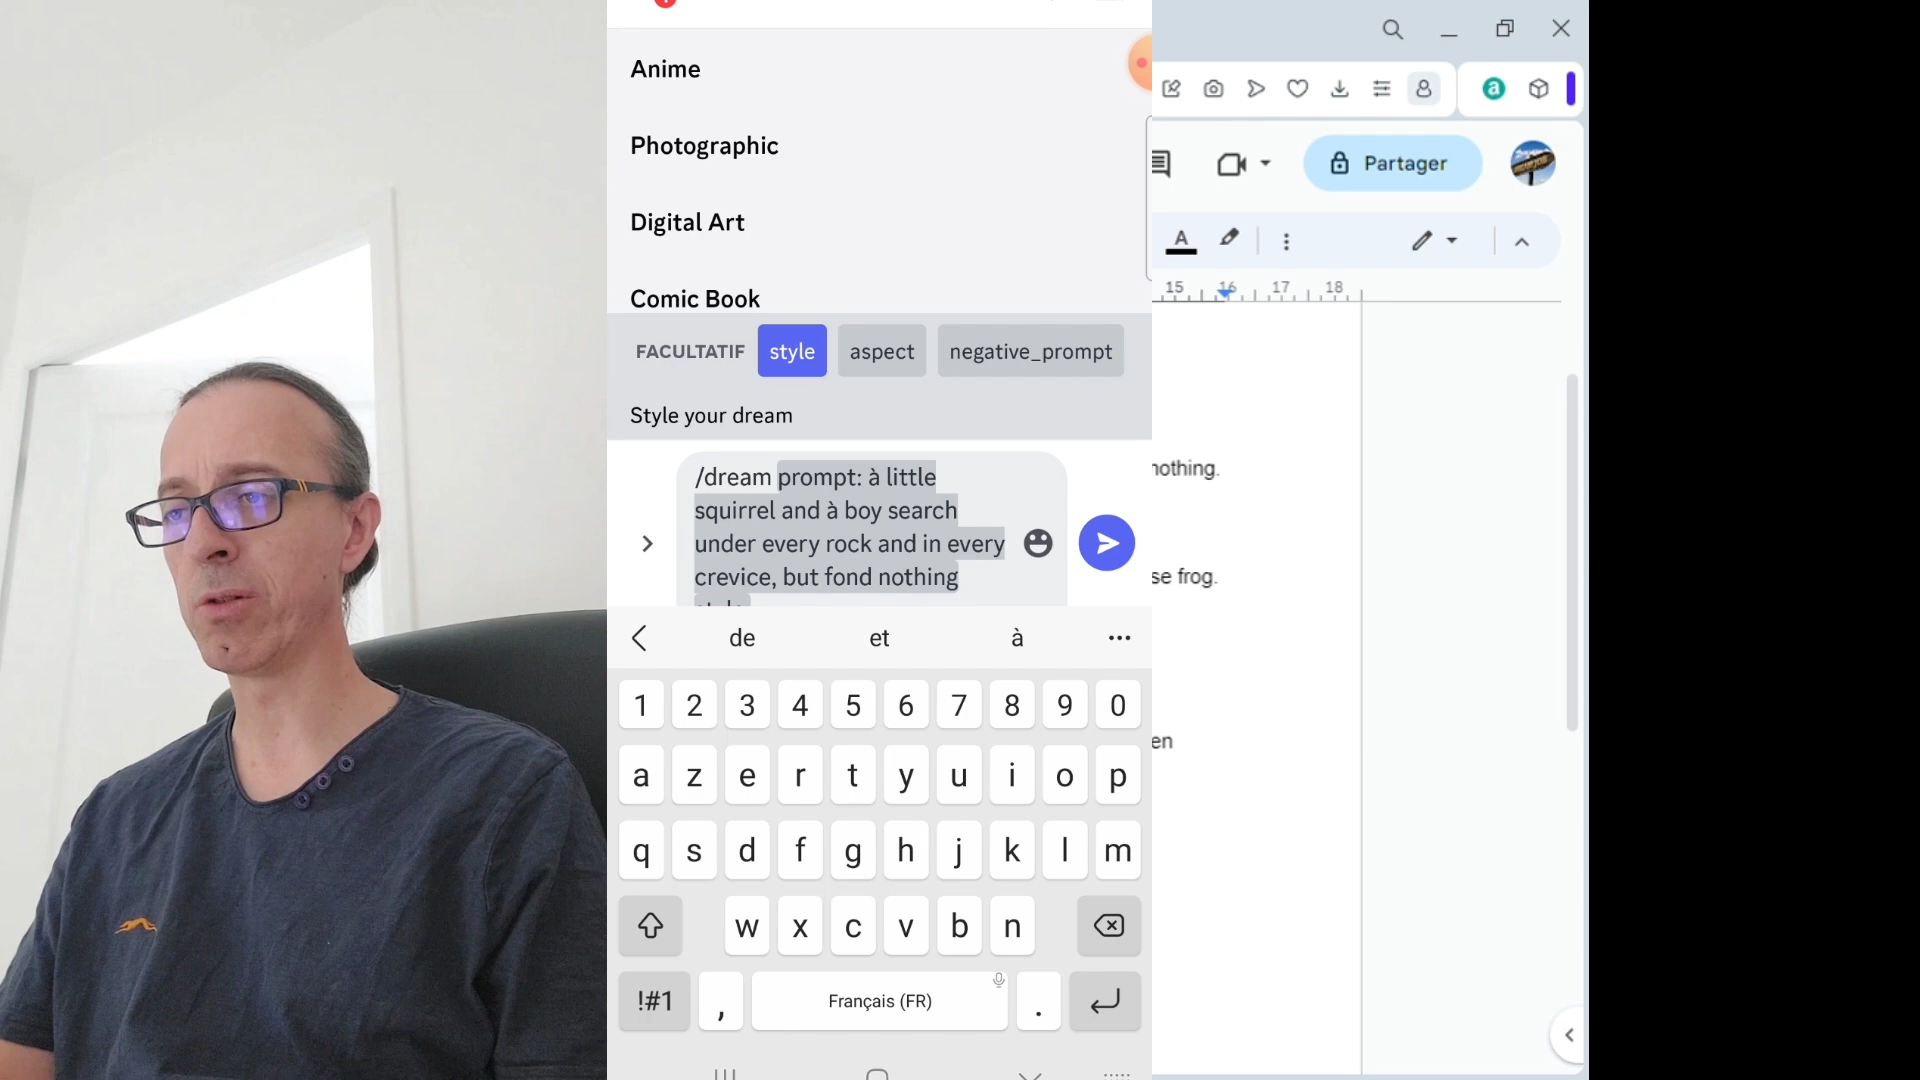 Anime
Photographic
Digital Art
Comic Book
FACULTATIF style aspect negative_prompt
Style your dream
/dream prompt: à little
squirrel and à boy search
under every rock and in every
crevice, but fond nothing
de et à
1 2 3 4 5 6 7 8 9 0
a z e r t y u i o p
q s d f g h j k l m
w x c v b n
!#1 , Français (FR) .
a
Partager
A
15 16 17 18
nothing.
se frog.
en